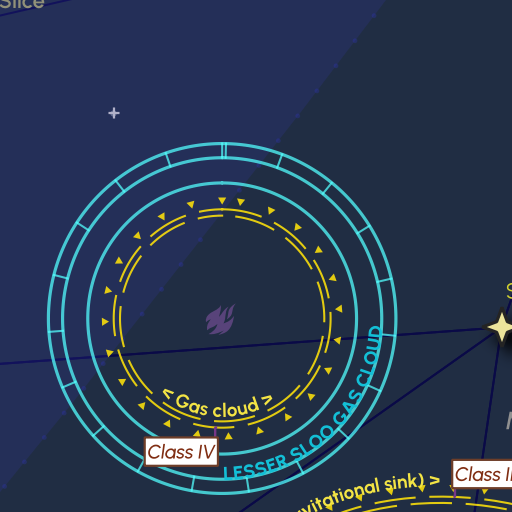 Slice
< Gas cloud >
LESSER SLOO GAS CLOUD
Class IV
vitational sink) >
Class II